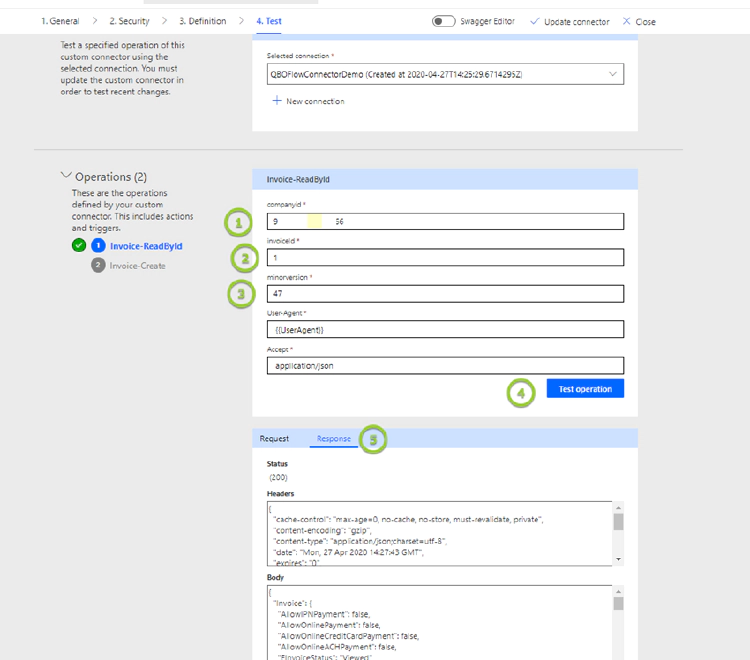 1. General > 2. Security > 3. Definition > 4. Test Swagger Editor Update connector Close
Test a specified operation of this
custom connector using the
selected connection. You must
update the custom connector in
order to test recent changes.
Selected connection *
QBOFlowConnectorDemo (Created at 2020-04-27T14:25:29.6714296Z)
+ New connection
Operations (2)
These are the operations
defined by your custom
connector. This includes actions
and triggers.
1 Invoice-ReadById
2 Invoice-Create
Invoice-ReadById
companyid *
1 9 56
invoiceId *
2 1
minorversion *
3 47
User-Agent *
{{UserAgent}}
Accept *
application/json
4 Test operation
Request Response 5
Status
(200)
Headers
{
"cache-control": "max-age=0, no-cache, no-store, must-revalidate, private",
"content-encoding": "gzip",
"content-type": "application/json;charset=utf-8",
"date": "Mon, 27 Apr 2020 14:27:43 GMT",
"expires": "0"
Body
{
"Invoice": {
"AllowIPNPayment": false,
"AllowOnlinePayment": false,
"AllowOnlineCreditCardPayment": false,
"AllowOnlineACHPayment": false,
"EInvoiceStatus": "Viewed"